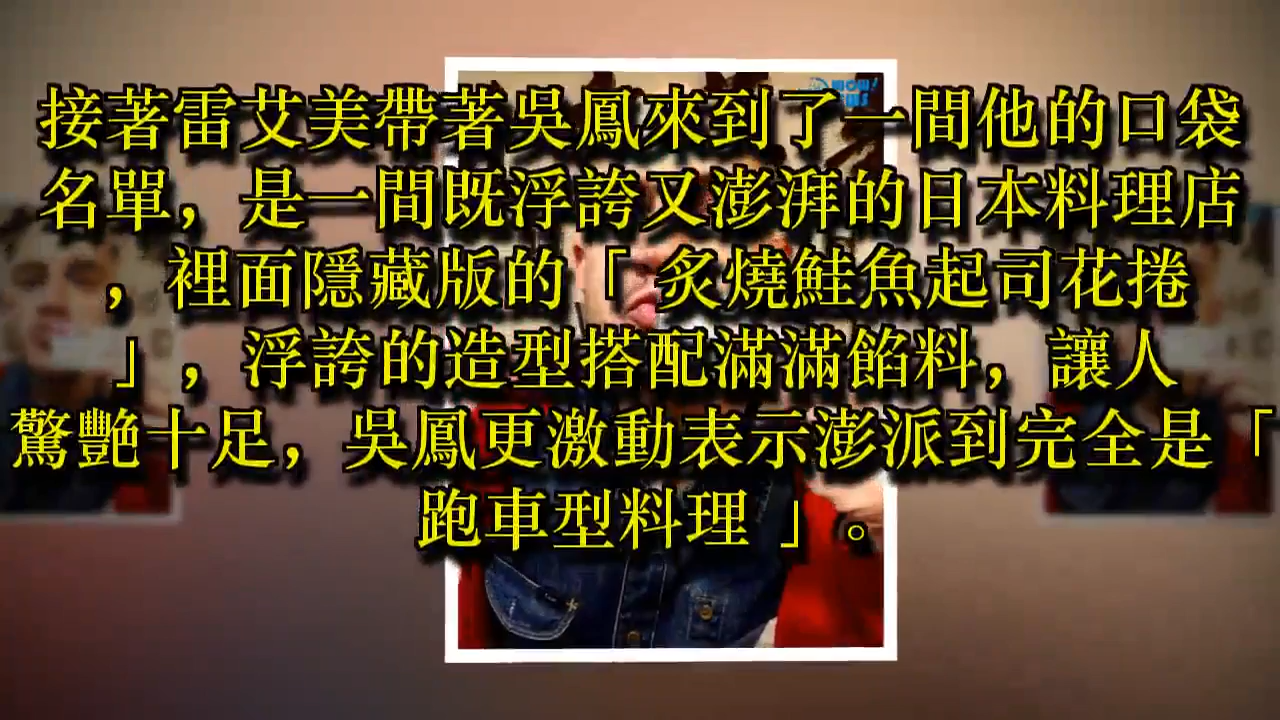 WOW!
NEWS
接著雷艾美帶著吳鳳來到了一間他的口袋
名單，是一間既浮誇又澎湃的日本料理店
，裡面隱藏版的「 炙燒鮭魚起司花捲
」，浮誇的造型搭配滿滿餡料，讓人
驚艷十足，吳鳳更激動表示澎派到完全是「
跑車型料理 」。